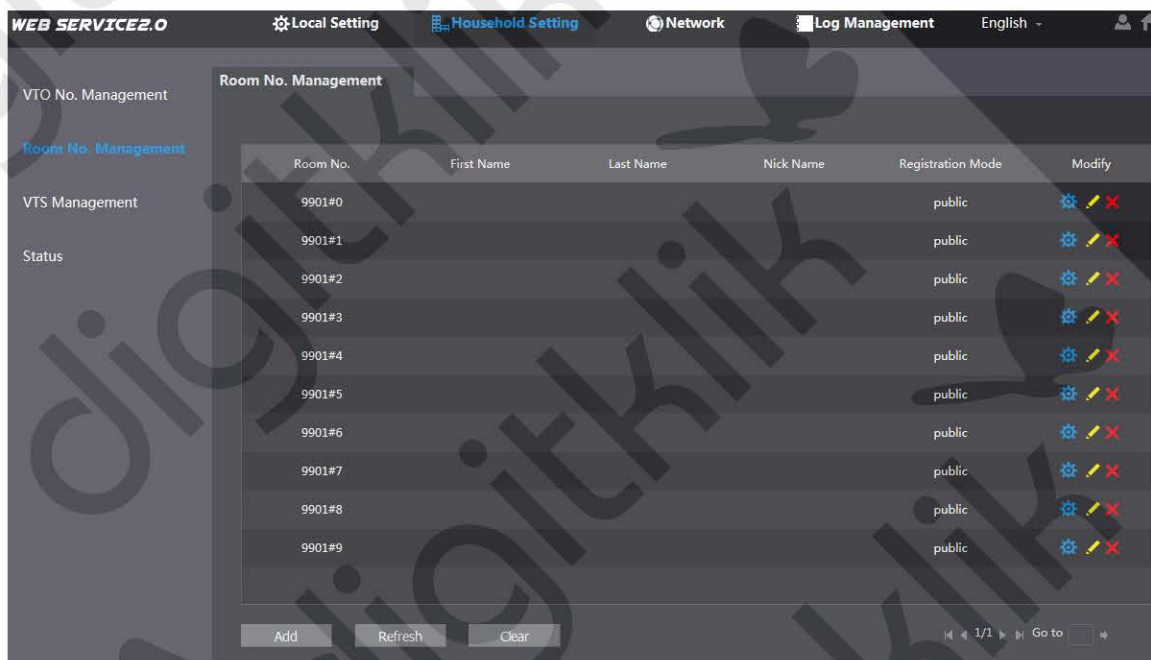 WEB SERVICE2.0 Local Setting Household Setting Network Log Management English
Room No. Management
VTO No. Management
Room No. Management
VTS Management
Status
Room No. First Name Last Name Nick Name Registration Mode Modify
9901#0 public
9901#1 public
9901#2 public
9901#3 public
9901#4 public
9901#5 public
9901#6 public
9901#7 public
9901#8 public
9901#9 public
Add Refresh Clear 1/1 Go to
digitklik
digitklik